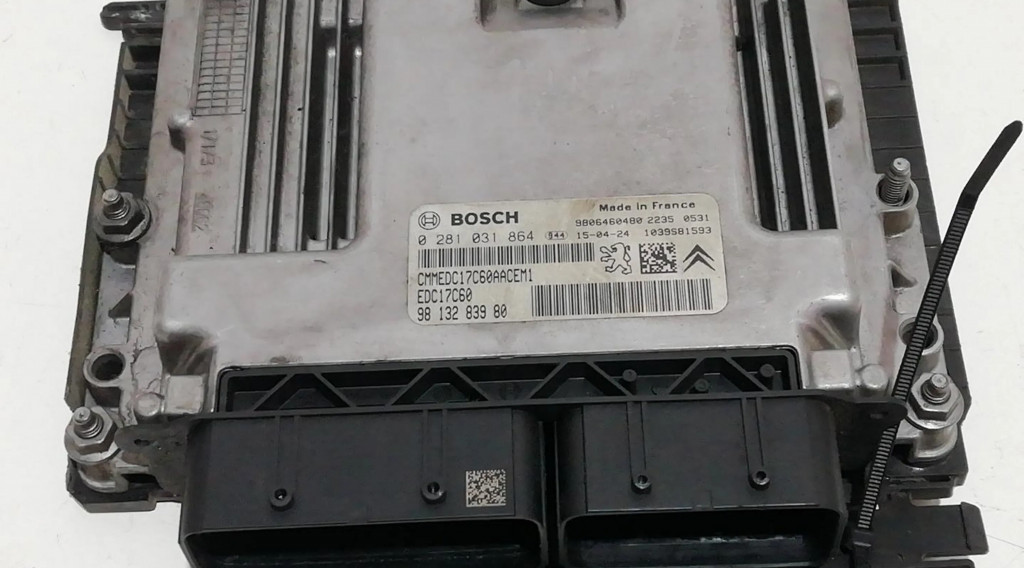 Made in France
BOSCH 9806460480 2235 0531
0 281 031 864 944 15-04-24 1039S81593
CMMEDC17C60AACEM1
EDC17C60
98 132 839 80